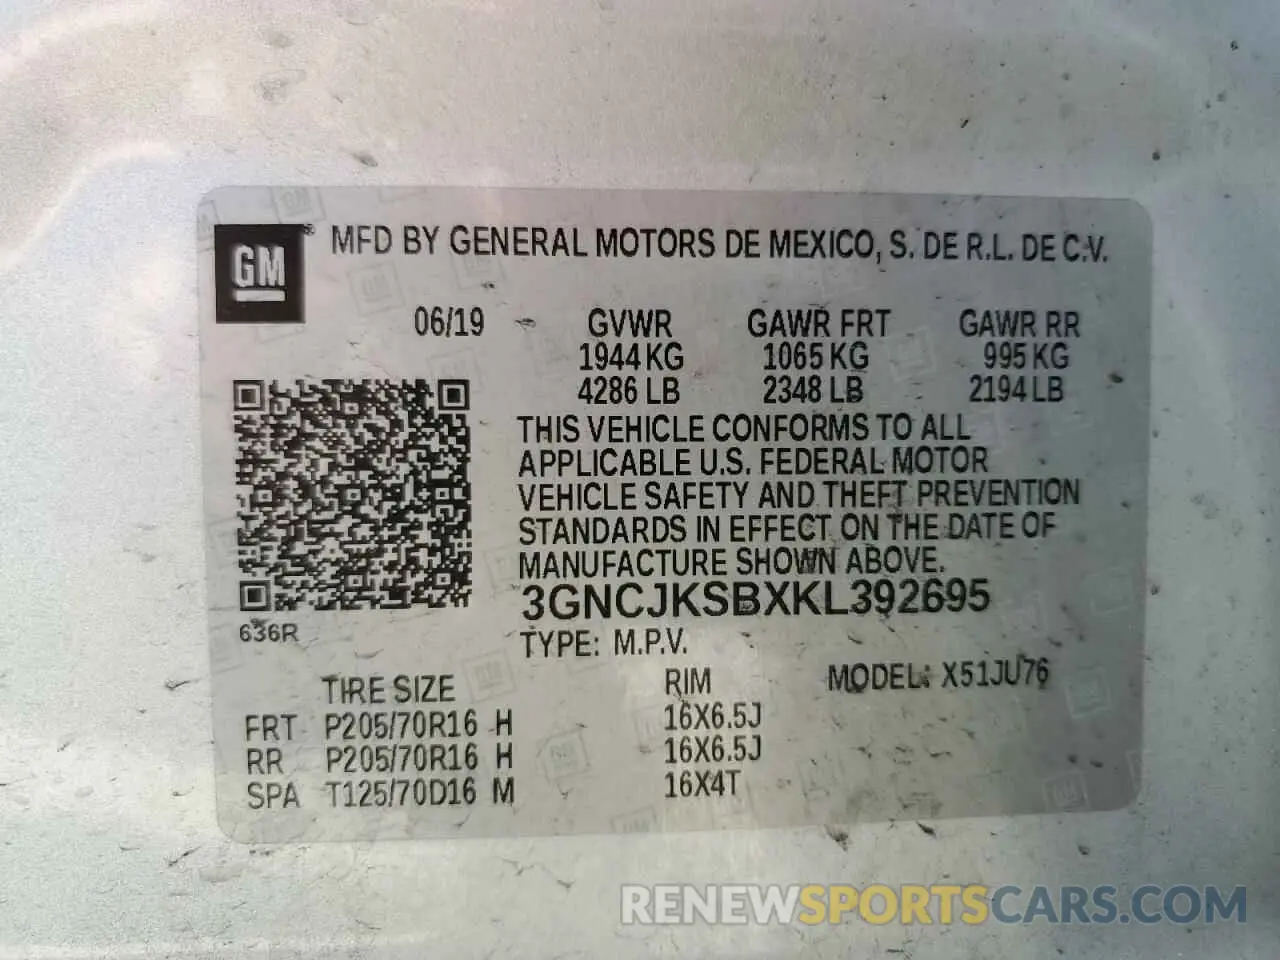 GM® MFD BY GENERAL MOTORS DE MEXICO, S. DE R.L. DE C.V.
06/19 GVWR GAWR FRT GAWR RR
1944 KG 1065 KG 995 KG
4286 LB 2348 LB 2194 LB
THIS VEHICLE CONFORMS TO ALL
APPLICABLE U.S. FEDERAL MOTOR
VEHICLE SAFETY AND THEFT PREVENTION
STANDARDS IN EFFECT ON THE DATE OF
MANUFACTURE SHOWN ABOVE.
3GNCJKSBXKL392695
636R
TYPE: M.P.V.
TIRE SIZE RIM MODEL: X51JU76
FRT P205/70R16 H 16X6.5J
RR P205/70R16 H 16X6.5J
SPA T125/70D16 M 16X4T
RENEWSPORTSCARS.COM